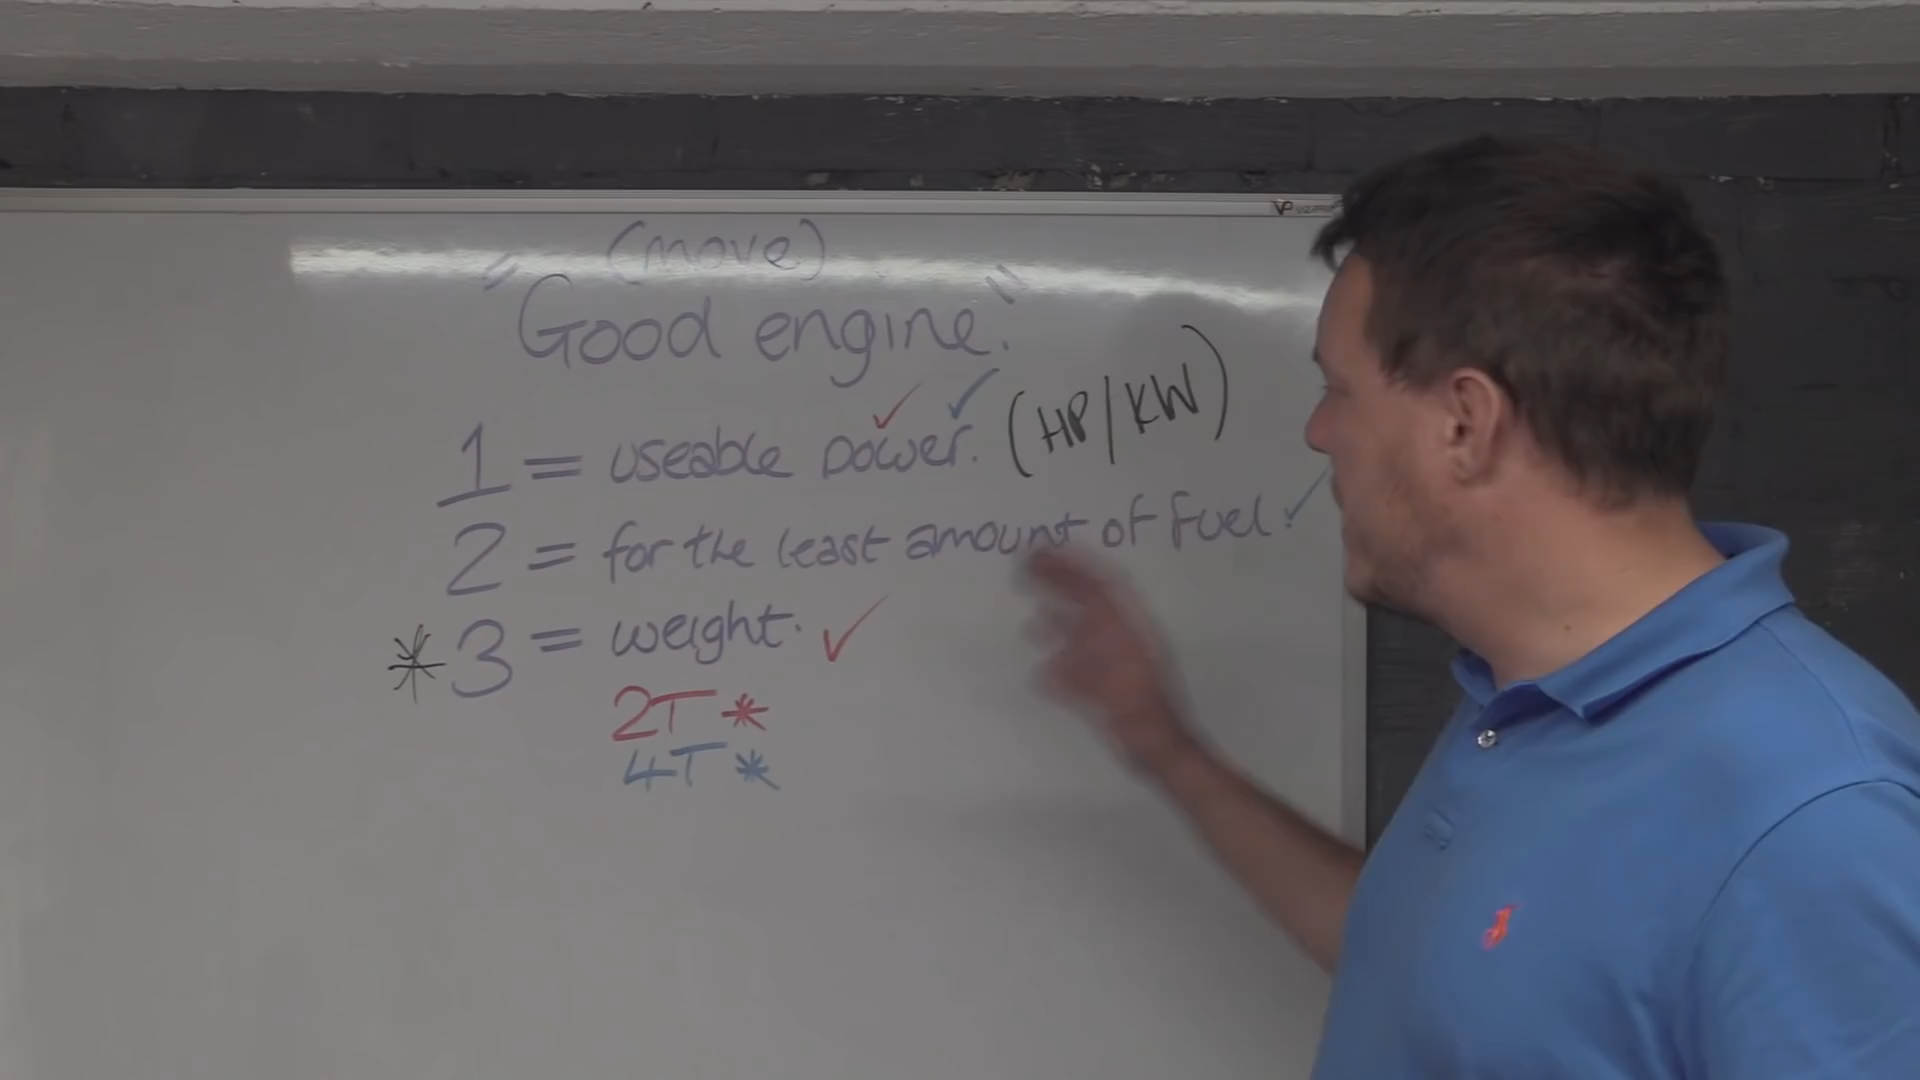 (move)
"Good engine."
1 = useable power. (HP/KW)
2 = for the least amount of fuel.
* 3 = weight.
2T *
4T *